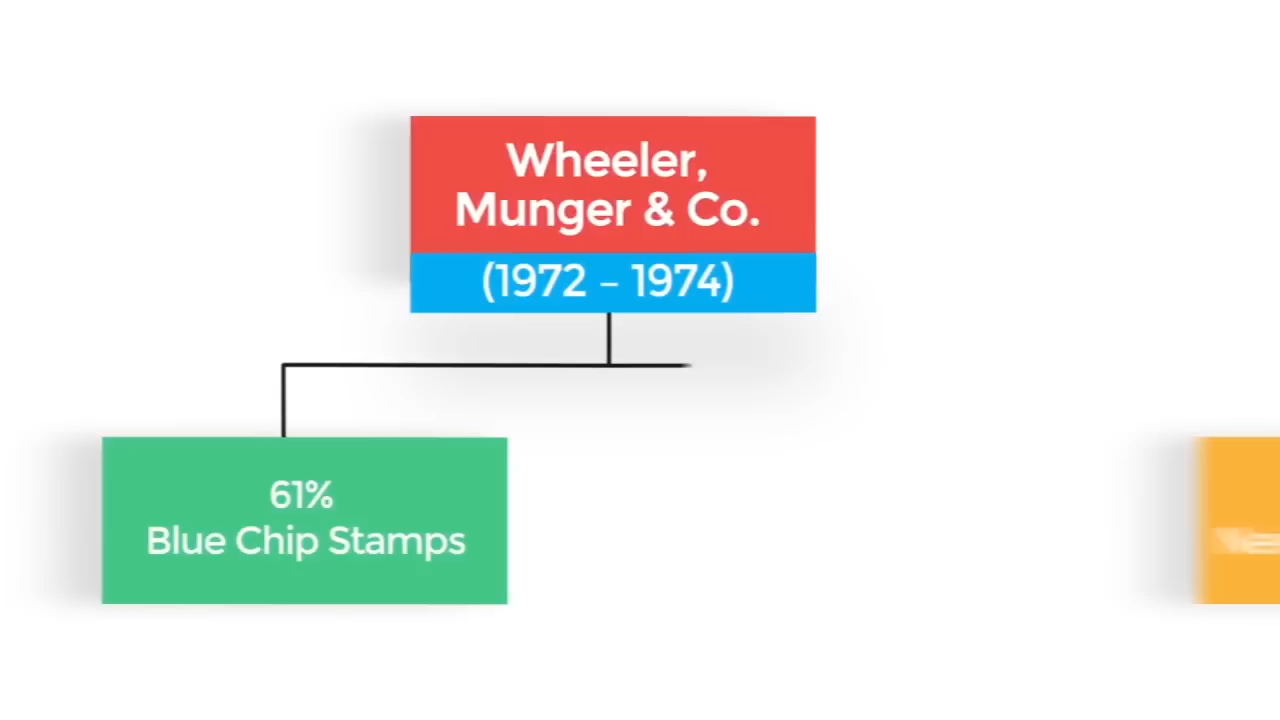 Wheeler,
Munger & Co.
(1972 – 1974)
61%
Blue Chip Stamps